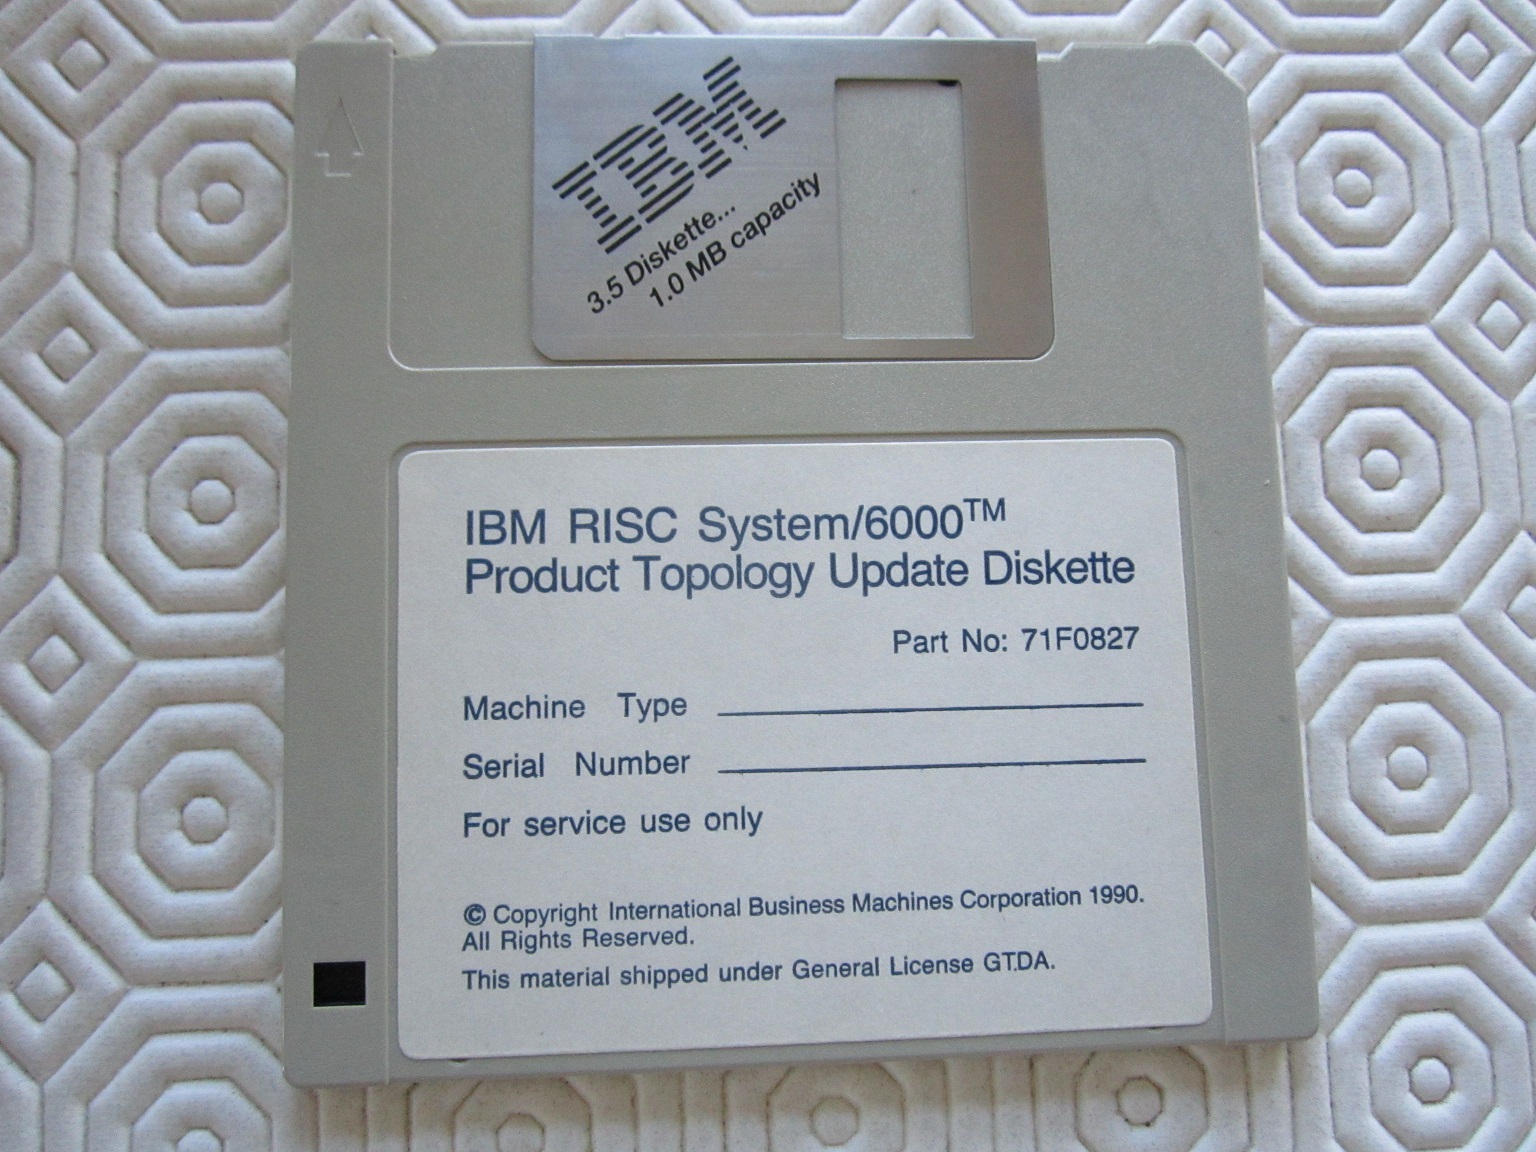 IBM
3.5 Diskette...
1.0 MB capacity
IBM RISC System/6000™
Product Topology Update Diskette
Part No: 71F0827
Machine Type
Serial Number
For service use only
© Copyright International Business Machines Corporation 1990.
All Rights Reserved.
This material shipped under General License GTDA.